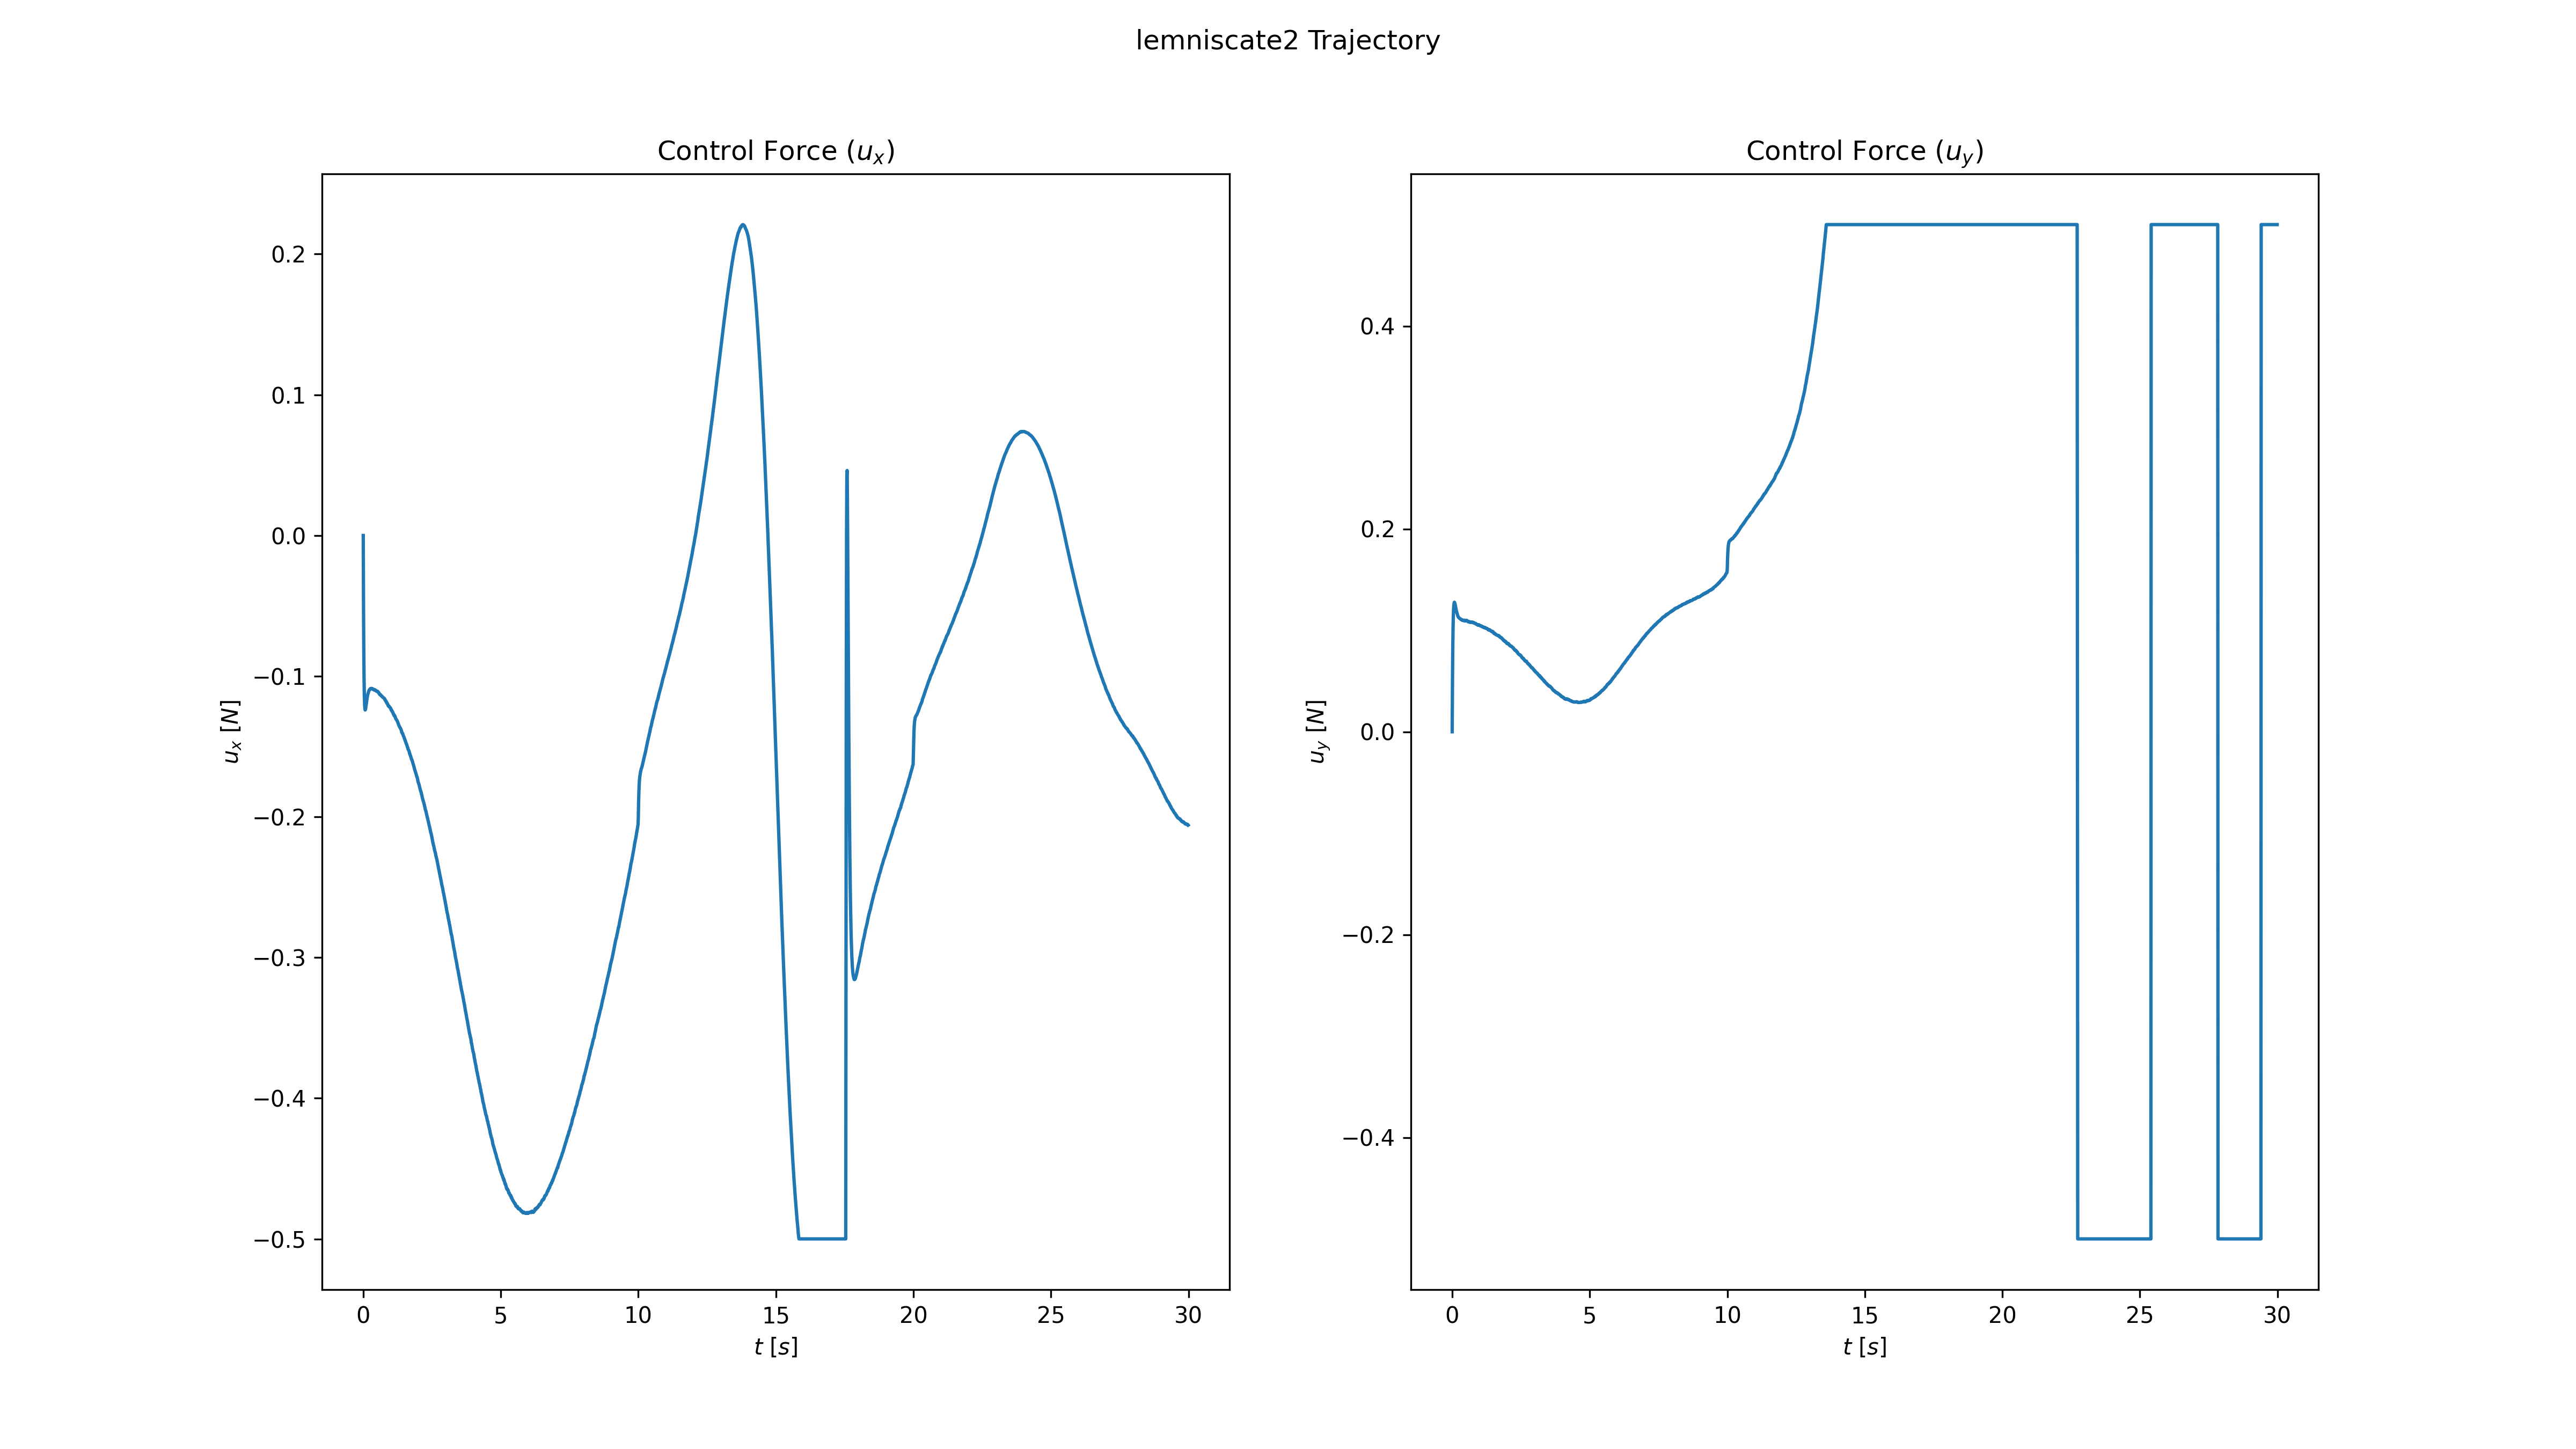 lemniscate2 Trajectory
Control Force (u_x)
0.2
0.1
0.0
−0.1
−0.2
−0.3
−0.4
−0.5
u_x [N]
0 5 10 15 20 25 30
t [s]
Control Force (u_y)
0.4
0.2
0.0
−0.2
−0.4
u_y [N]
0 5 10 15 20 25 30
t [s]